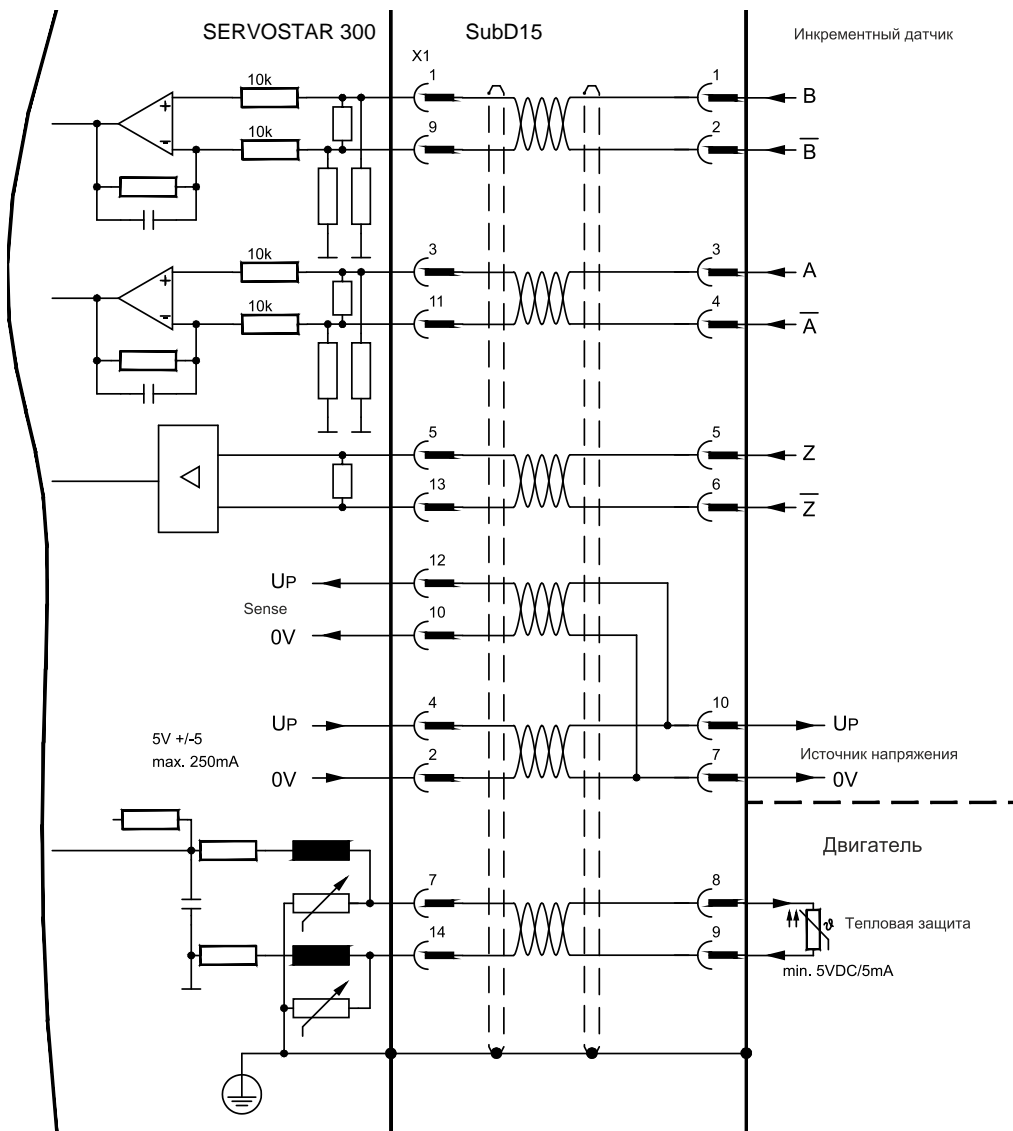 SERVOSTAR 300
SubD15
Инкрементный датчик
X1
10k
1
1
B
10k
9
2
B̅
10k
3
3
A
10k
11
4
A̅
5
5
Z
13
6
Z̅
UP
12
Sense
0V
10
UP
4
10
UP
5V +/-5
max. 250mA
Источник напряжения
0V
2
7
0V
Двигатель
7
8
Тепловая защита
ϑ
14
9
min. 5VDC/5mA